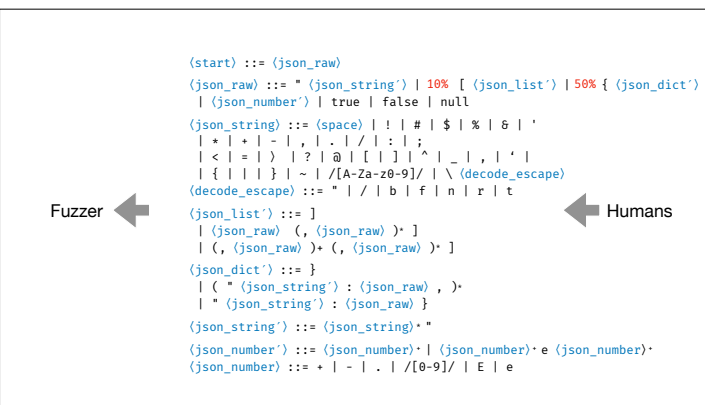 ⟨start⟩ ::= ⟨json_raw⟩
⟨json_raw⟩ ::= " ⟨json_string′⟩ | 10% [ ⟨json_list′⟩ | 50% { ⟨json_dict′⟩
| ⟨json_number′⟩ | true | false | null
⟨json_string⟩ ::= ⟨space⟩ | ! | # | $ | % | & | '
| * | + | - | , | . | / | : | ;
| < | = | ⟩ | ? | @ | [ | ] | ^ | _ | , | ‘ |
| { | | | } | ~ | /[A-Za-z0-9]/ | \ ⟨decode_escape⟩
⟨decode_escape⟩ ::= " | / | b | f | n | r | t
Fuzzer
Humans
⟨json_list′⟩ ::= ]
| ⟨json_raw⟩ (, ⟨json_raw⟩ )* ]
| (, ⟨json_raw⟩ )+ (, ⟨json_raw⟩ )* ]
⟨json_dict′⟩ ::= }
| ( " ⟨json_string′⟩ : ⟨json_raw⟩ , )*
| " ⟨json_string′⟩ : ⟨json_raw⟩ }
⟨json_string′⟩ ::= ⟨json_string⟩* "
⟨json_number′⟩ ::= ⟨json_number⟩+ | ⟨json_number⟩+ e ⟨json_number⟩+
⟨json_number⟩ ::= + | - | . | /[0-9]/ | E | e